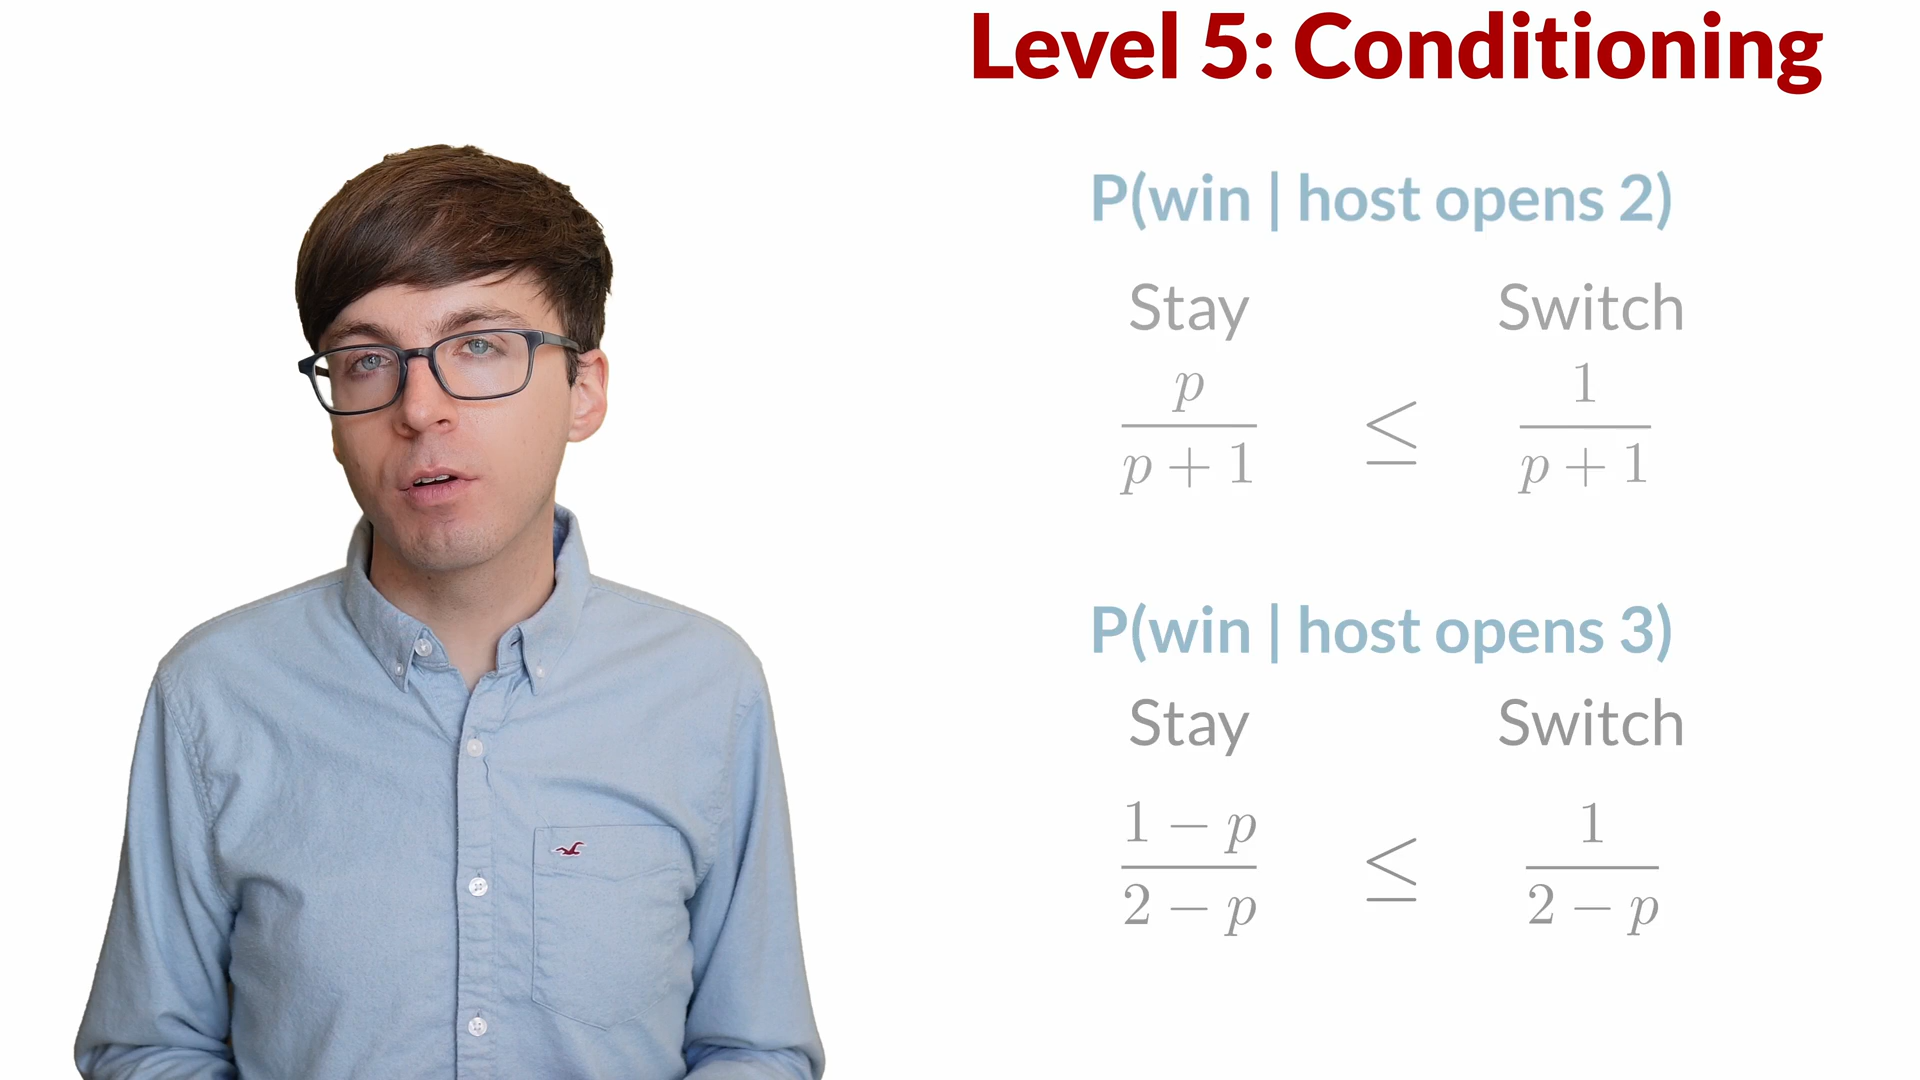 Level 5: Conditioning
P(win | host opens 2)
Stay Switch
p/(p + 1) ≤ 1/(p + 1)
P(win | host opens 3)
Stay Switch
(1 − p)/(2 − p) ≤ 1/(2 − p)